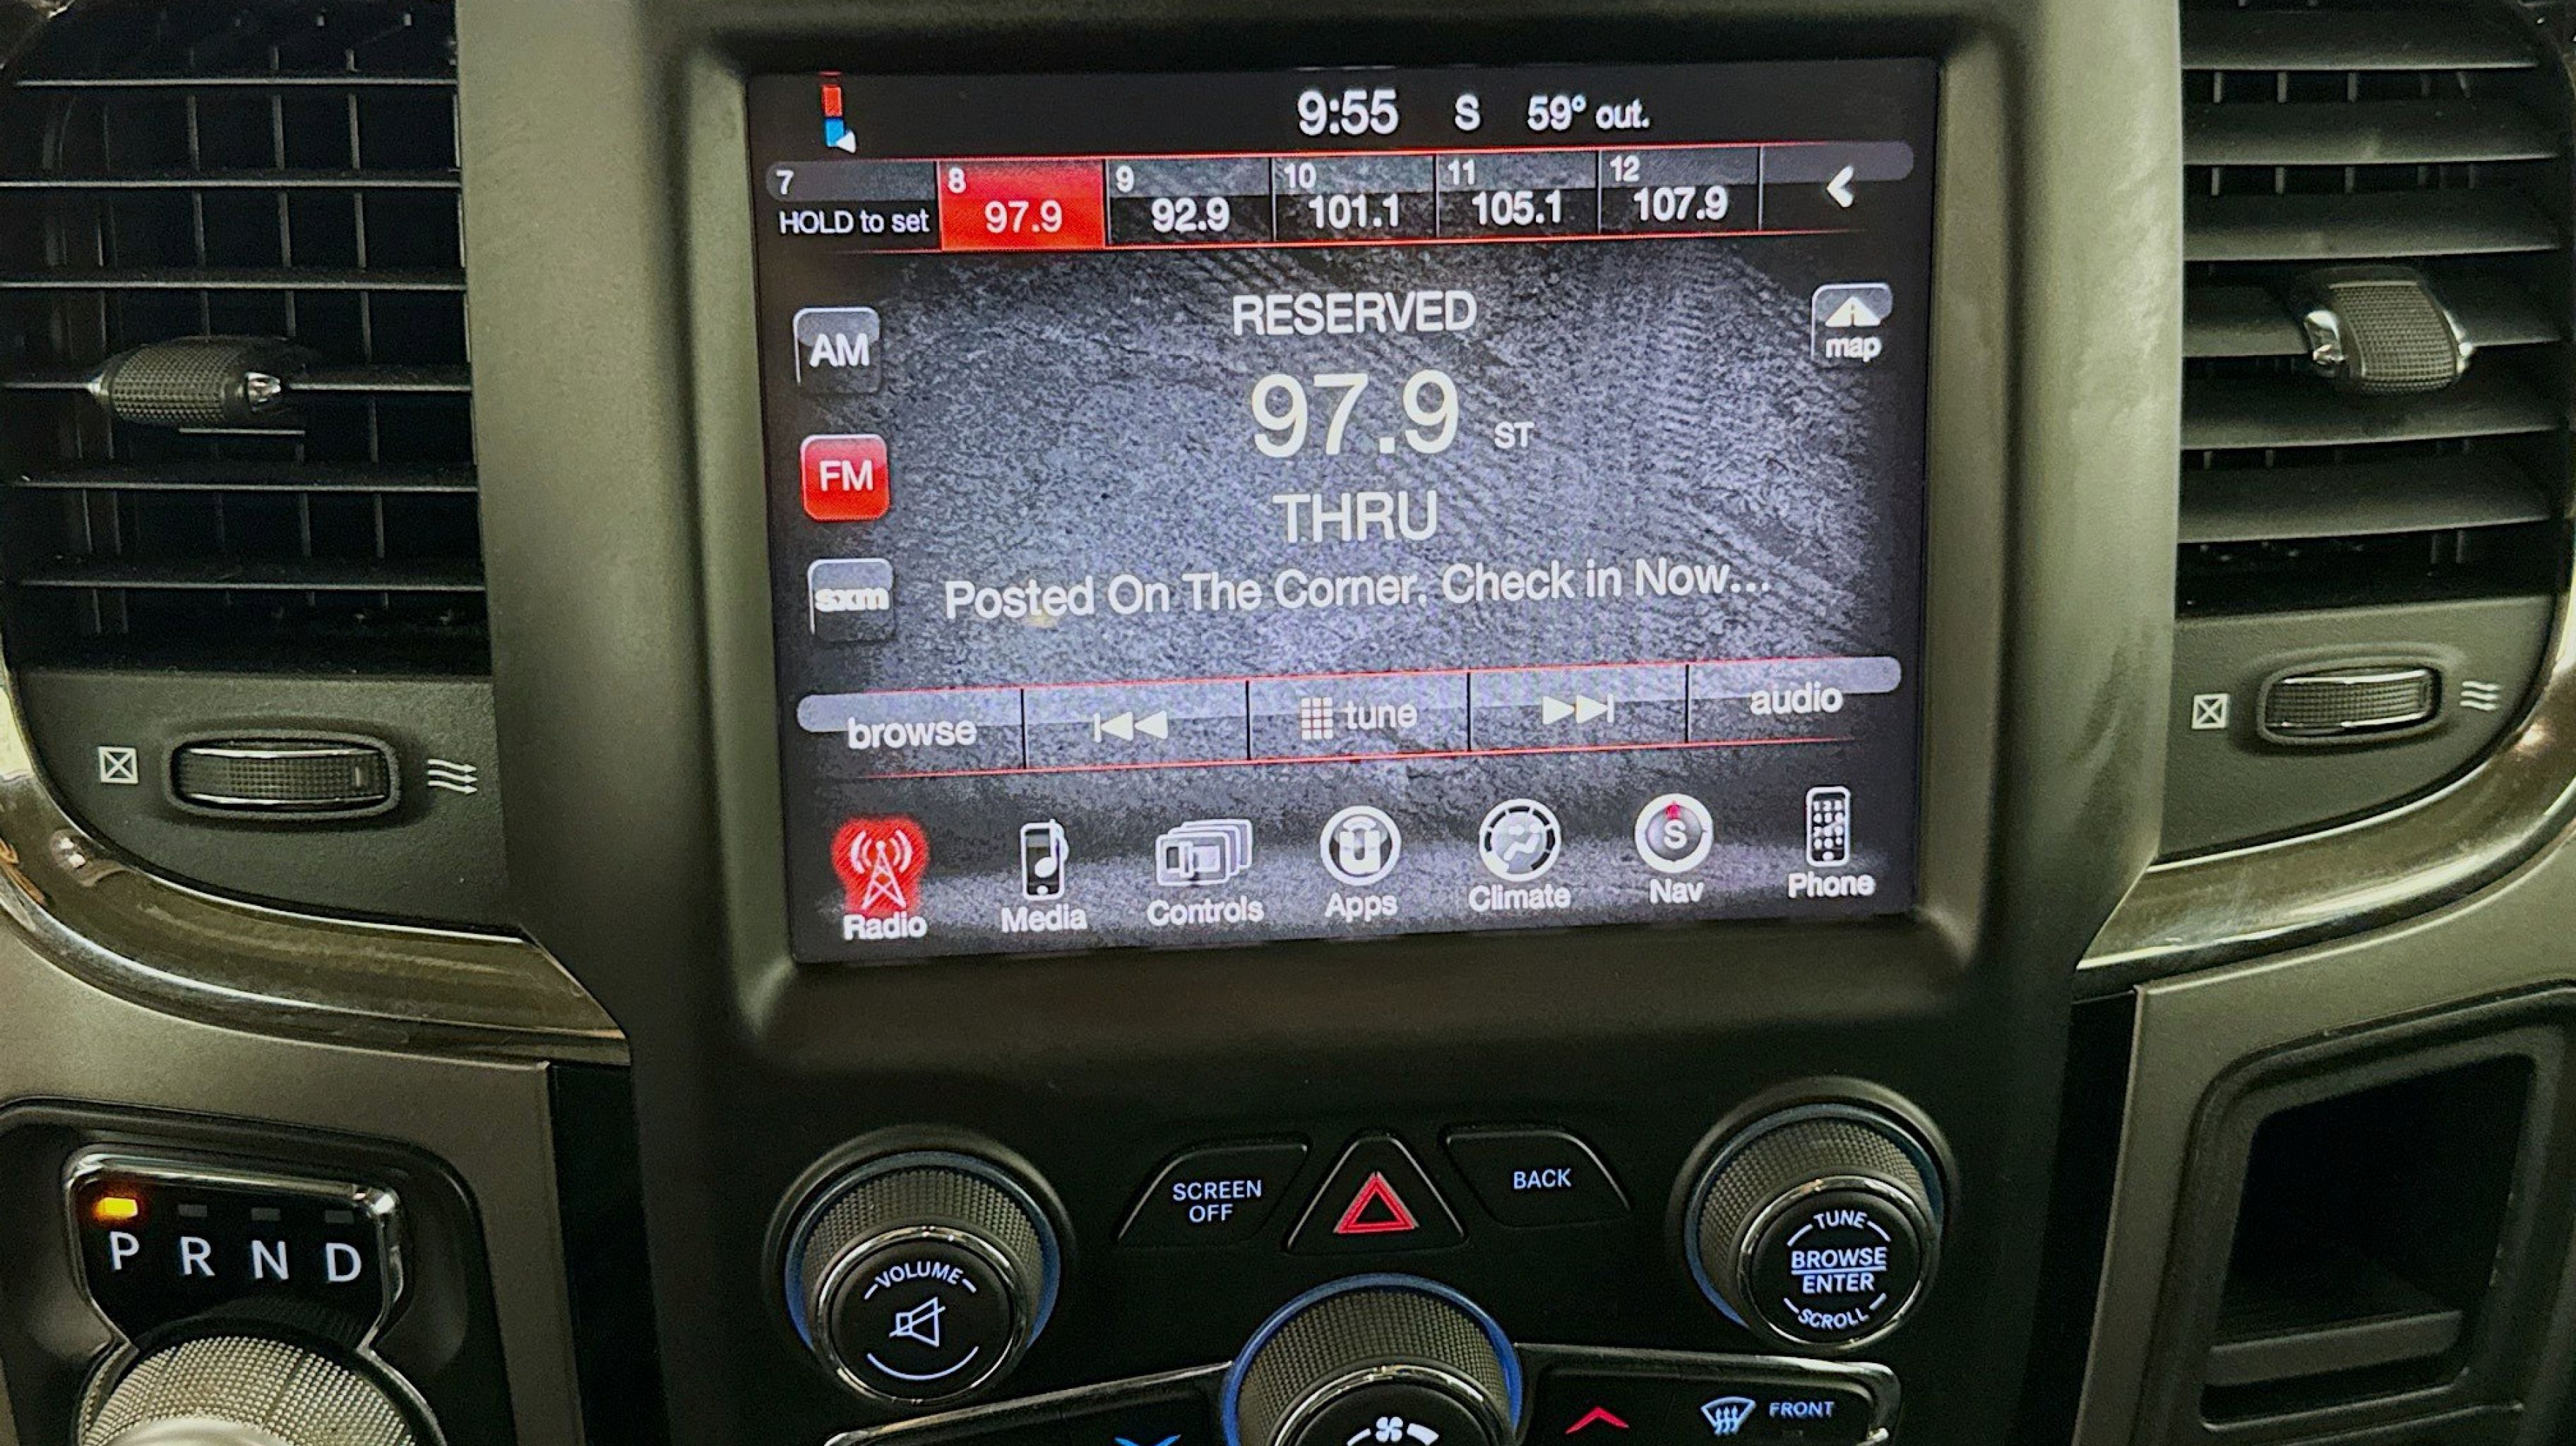 9:55 S 59° out.
7 8 9 10 11 12
HOLD to set 97.9 92.9 101.1 105.1 107.9
RESERVED
AM map
97.9 ST
FM
THRU
sxm Posted On The Corner. Check in Now...
browse tune audio
S
Radio Media Controls Apps Climate Nav Phone
SCREEN
OFF
BACK
P R N D
VOLUME
TUNE
BROWSE
ENTER
SCROLL
FRONT